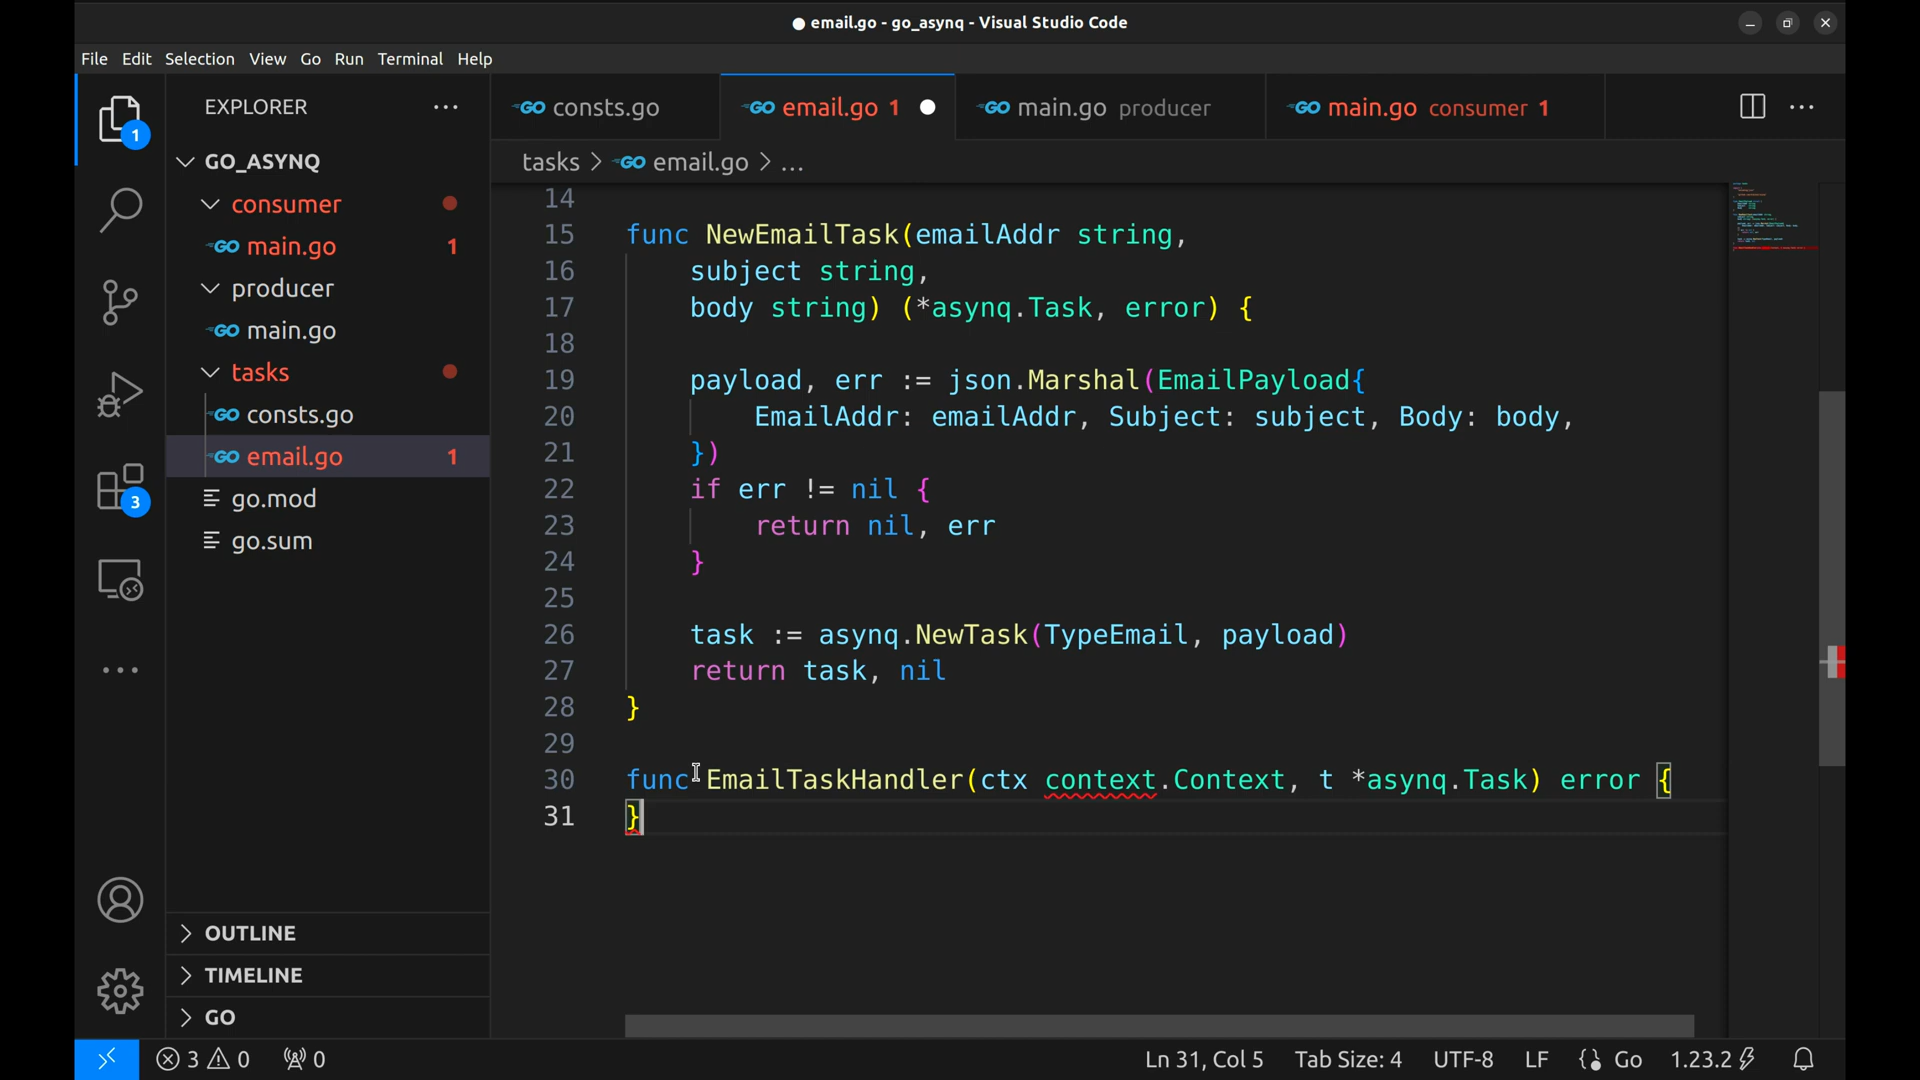 email.go - go_asynq - Visual Studio Code
File Edit Selection View Go Run Terminal Help
EXPLORER
GO_ASYNQ
consumer
main.go 1
producer
main.go
tasks
consts.go
email.go 1
go.mod
go.sum
OUTLINE
TIMELINE
GO
1
3
consts.go
email.go 1
main.go producer
main.go consumer 1
tasks > email.go > ...
14
15 func NewEmailTask(emailAddr string,
16 subject string,
17 body string) (*asynq.Task, error) {
18
19 payload, err := json.Marshal(EmailPayload{
20 EmailAddr: emailAddr, Subject: subject, Body: body,
21 })
22 if err != nil {
23 return nil, err
24 }
25
26 task := asynq.NewTask(TypeEmail, payload)
27 return task, nil
28 }
29
30 func EmailTaskHandler(ctx context.Context, t *asynq.Task) error {
31 }
3 0 0 Ln 31, Col 5 Tab Size: 4 UTF-8 LF Go 1.23.2